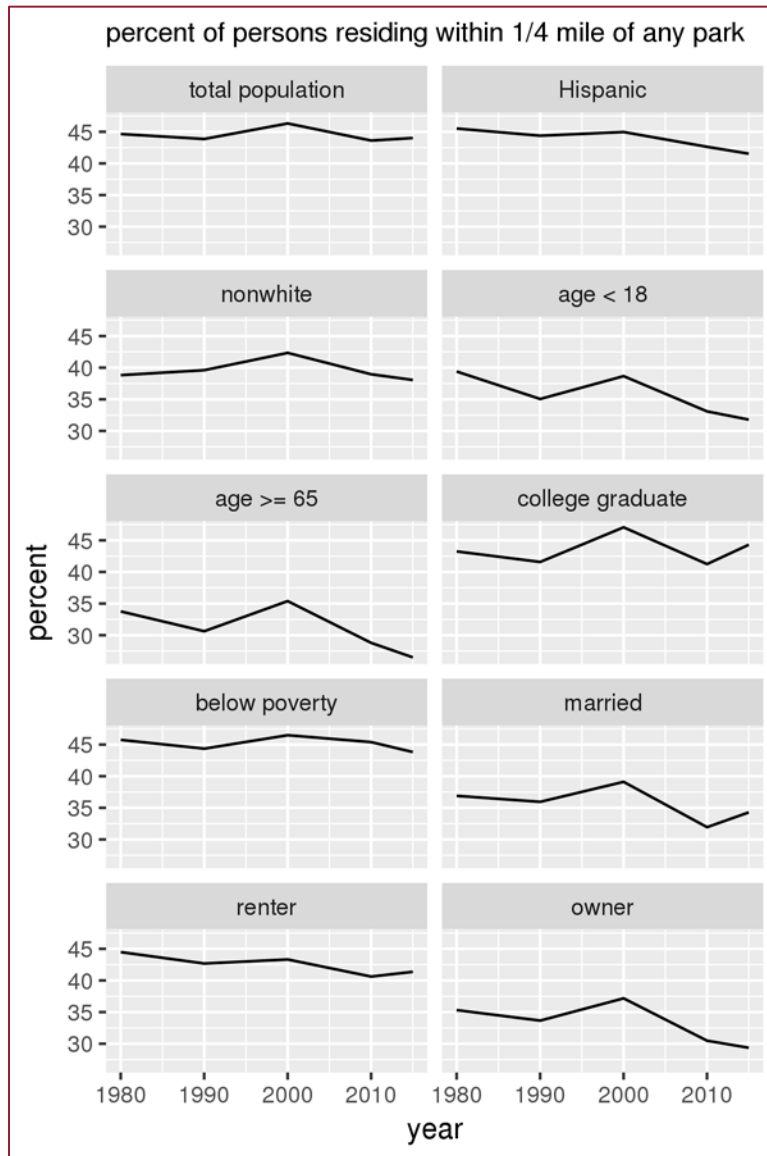 percent of persons residing within 1/4 mile of any park
total population
Hispanic
45
40
35
30
nonwhite
age < 18
45
40
35
30
age >= 65
college graduate
45
40
35
30
percent
below poverty
married
45
40
35
30
renter
owner
45
40
35
30
1980 1990 2000 2010
1980 1990 2000 2010
year